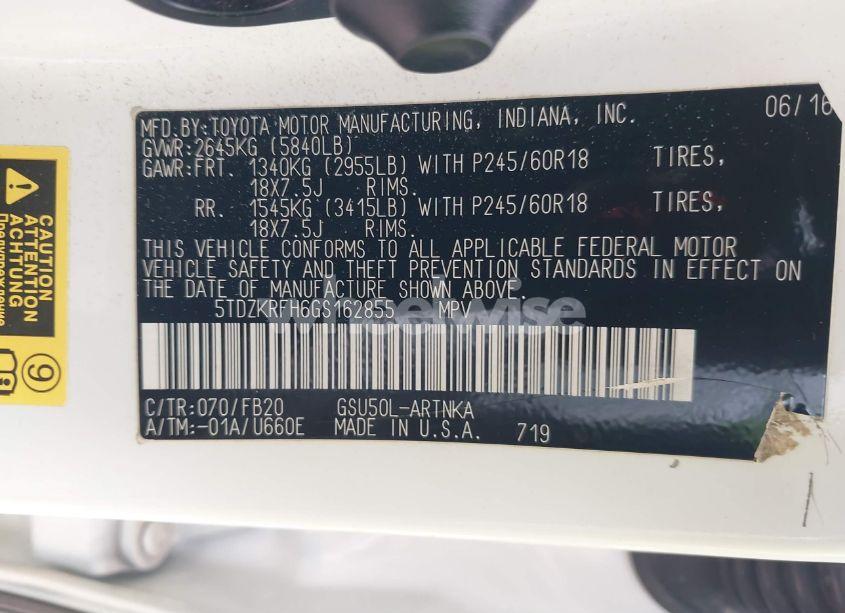 MFD.BY:TOYOTA MOTOR MANUFACTURING, INDIANA, INC. 06/16
GVWR:2645KG (5840LB)
GAWR:FRT. 1340KG (2955LB) WITH P245/60R18 TIRES,
18X7.5J RIMS.
RR. 1545KG (3415LB) WITH P245/60R18 TIRES,
18X7.5J RIMS.
THIS VEHICLE CONFORMS TO ALL APPLICABLE FEDERAL MOTOR
VEHICLE SAFETY AND THEFT PREVENTION STANDARDS IN EFFECT ON
THE DATE OF MANUFACTURE SHOWN ABOVE.
5TDZKRFH6GS162855 MPV
C/TR:070/FB20 GSU50L-ARTNKA
A/TM:-01A/U660E MADE IN U.S.A. 719
CAUTION
ATTENTION
ACHTUNG
Предупреждение
9